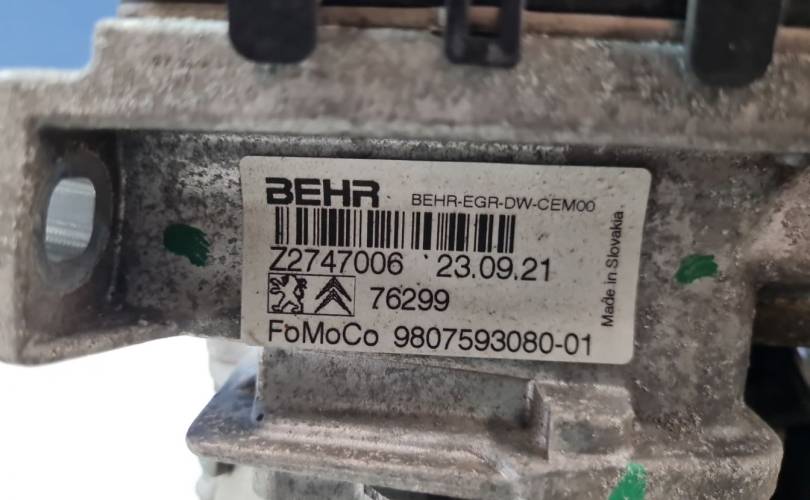 BEHR BEHR-EGR-DW-CEM00
Z2747006 23.09.21
76299
FoMoCo 9807593080-01
Made in Slovakia